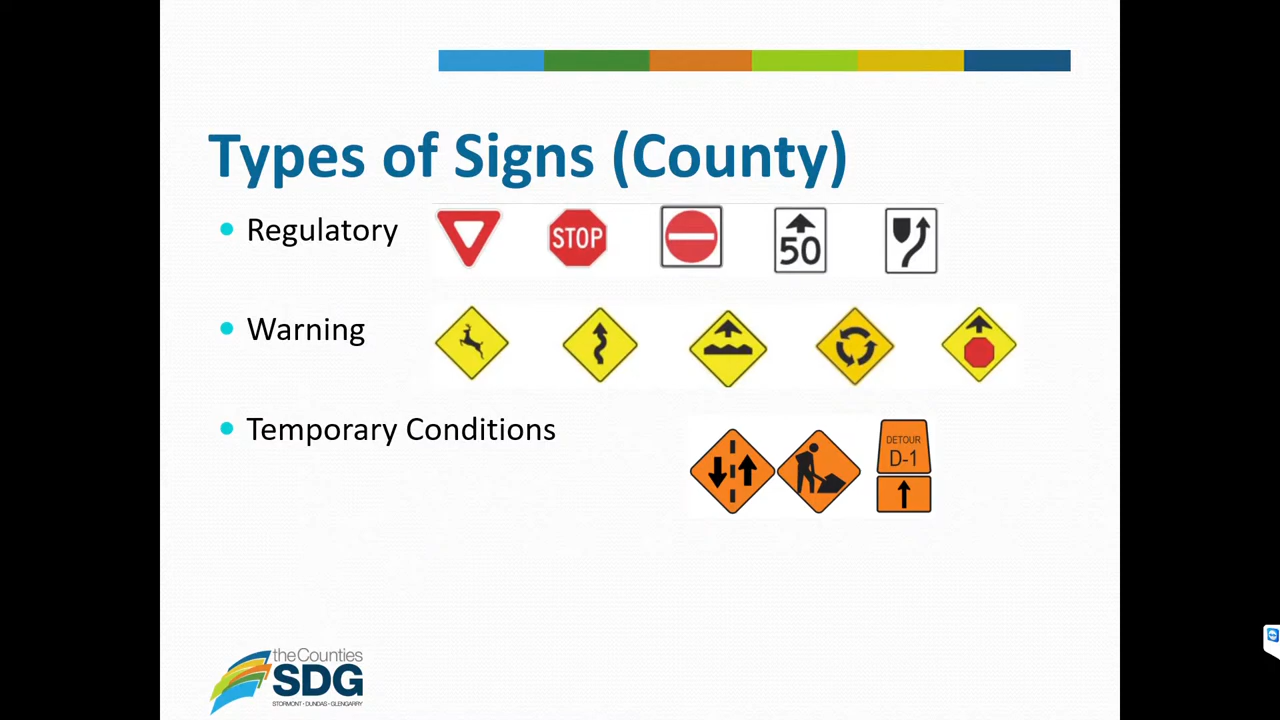 Types of Signs (County)
Regulatory
STOP
50
Warning
Temporary Conditions
DETOUR
D-1
the Counties
SDG
STORMONT · DUNDAS · GLENGARRY